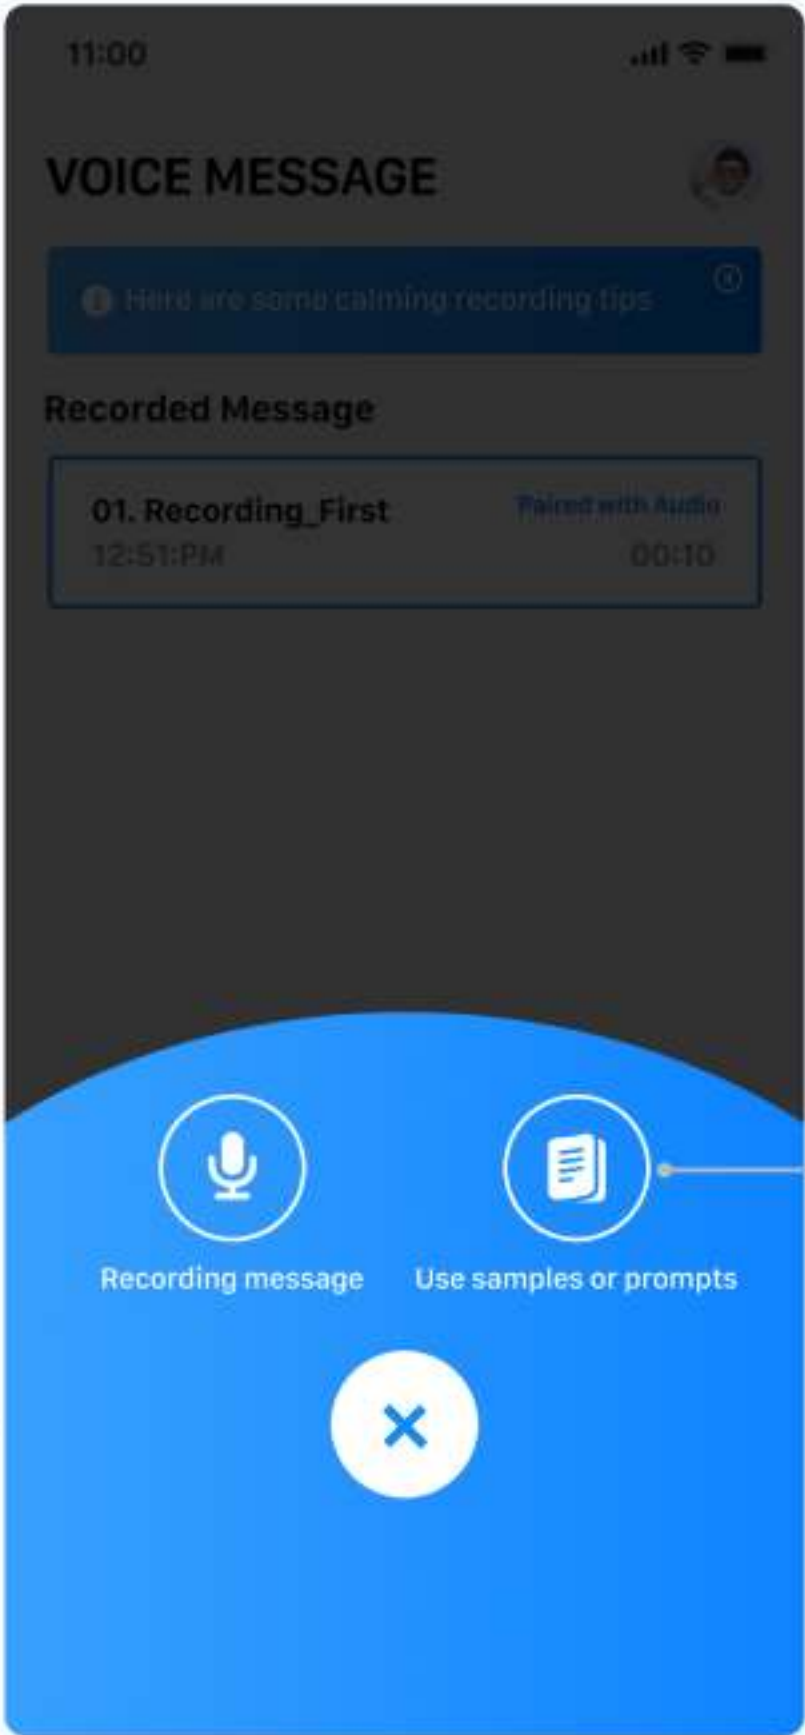 11:00
VOICE MESSAGE
Here are some calming recording tips
Recorded Message
01. Recording_First Paired with Audio
12:51:PM 00:10
Recording message Use samples or prompts